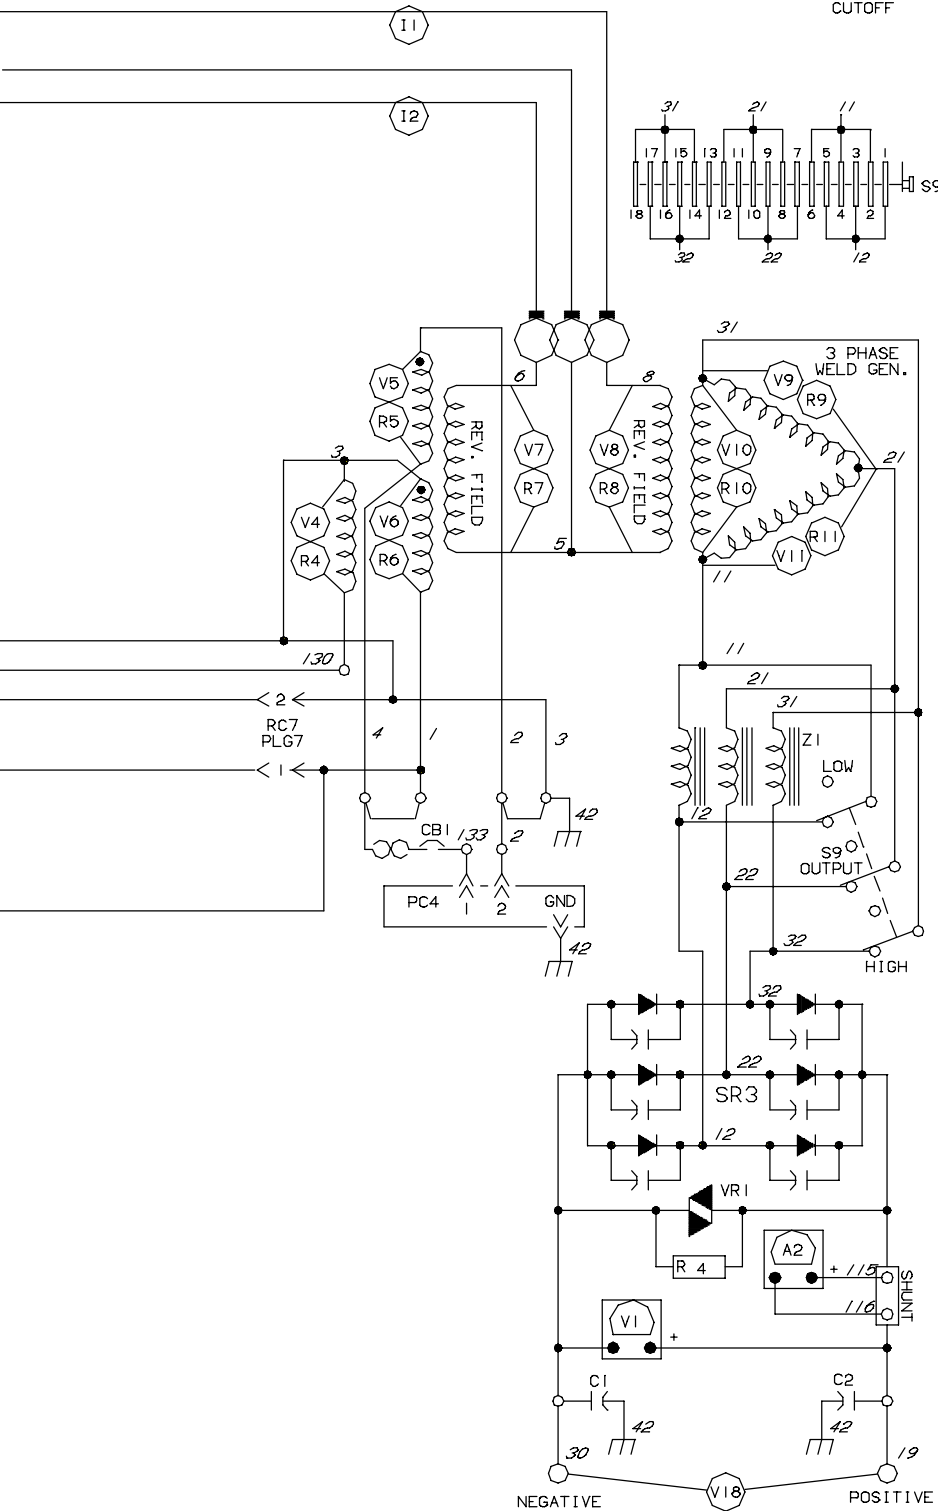 CUTOFF
I1
I2
31 21 11
17 15 13 11 9 7 5 3 1
S9
18 16 14 12 10 8 6 4 2
32 22 12
31
3 PHASE
WELD GEN.
V5
R5
6
8
V9
R9
REV. FIELD
V7
R7
V8
R8
REV. FIELD
V10
R10
21
3
V4
R4
V6
R6
5
R11
V11
11
130
11
21
31
2
RC7
PLG7
1
4 1 2 3
Z1
LOW
12
42
CB1
133
2
S9
OUTPUT
22
PC4
1
2
GND
42
32
HIGH
32
22
SR3
12
VR1
R 4
A2
+ 115
116
SHUNT
V1
+
C1
42
C2
42
30
19
V18
NEGATIVE
POSITIVE